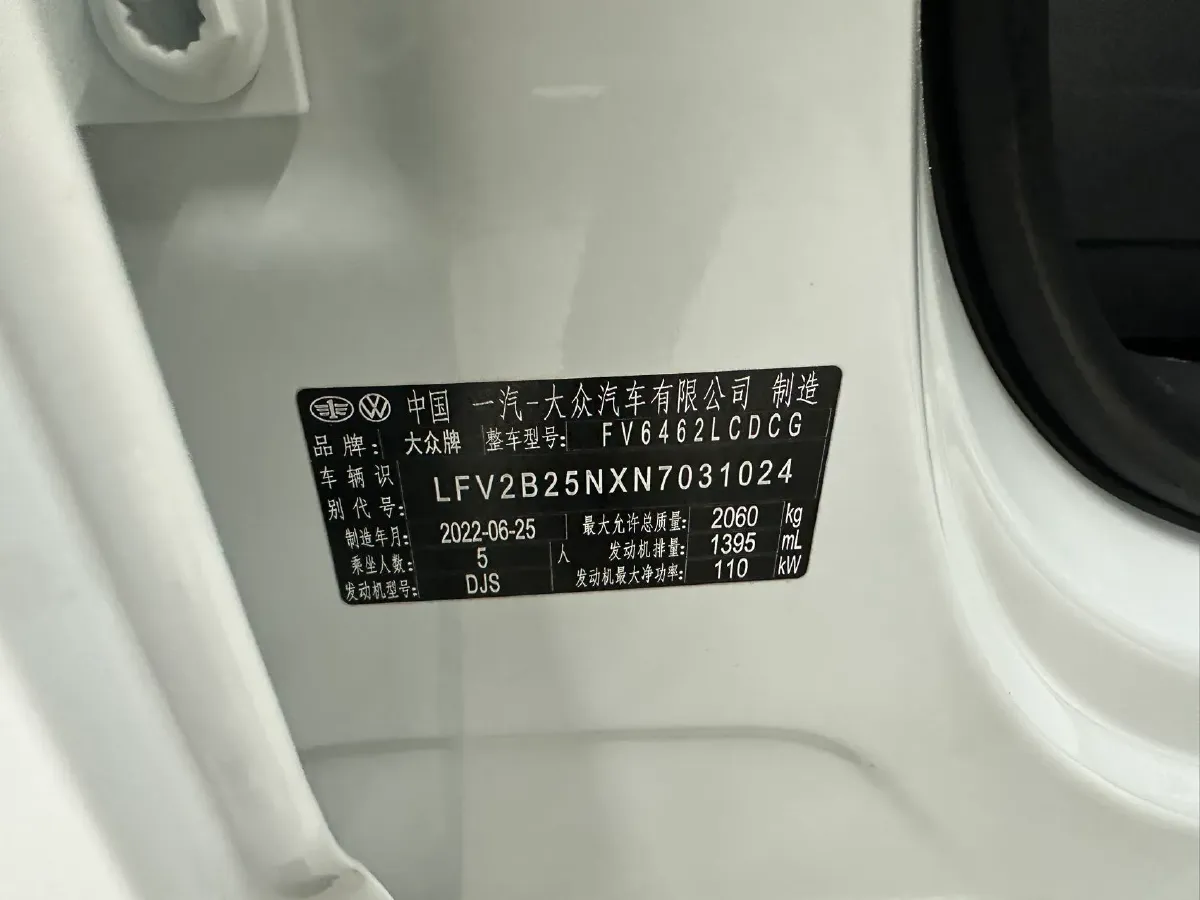 中国 一汽-大众汽车有限公司 制造
品牌: 大众牌 整车型号: FV6462LCDCG
车辆识别代号: LFV2B25NXN7031024
制造年月: 2022-06-25 最大允许总质量: 2060 kg
乘坐人数: 5 人 发动机排量: 1395 mL
发动机型号: DJS 发动机最大净功率: 110 kW